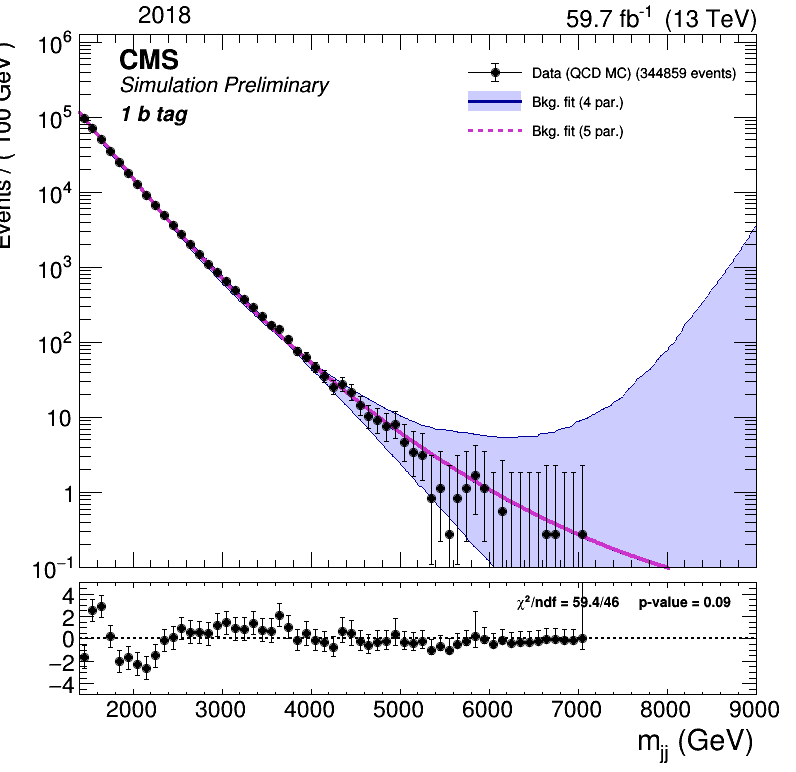 2018
59.7 fb⁻¹ (13 TeV)
CMS
Simulation Preliminary
1 b tag
Data (QCD MC) (344859 events)
Bkg. fit (4 par.)
Bkg. fit (5 par.)
Events / ( 100 GeV )
10⁶
10⁵
10⁴
10³
10²
10
1
10⁻¹
χ²/ndf = 59.4/46 p-value = 0.09
4
2
0
−2
−4
2000 3000 4000 5000 6000 7000 8000 9000
m_jj (GeV)